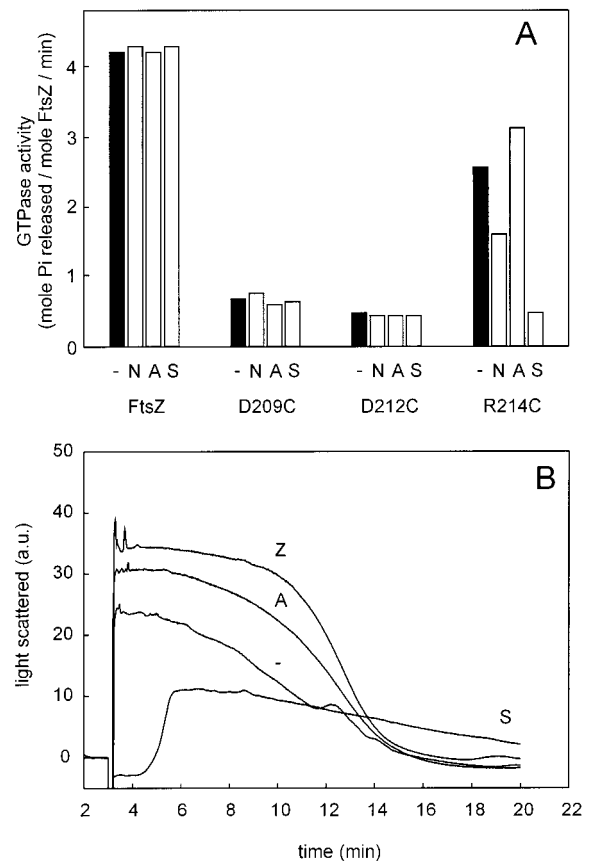 A
GTPase activity
(mole Pi released / mole FtsZ / min)
4
3
2
1
0
- N A S
- N A S
- N A S
- N A S
FtsZ
D209C
D212C
R214C
B
light scattered (a.u.)
50
40
30
20
10
0
Z
A
-
S
2
4
6
8
10
12
14
16
18
20
22
time (min)